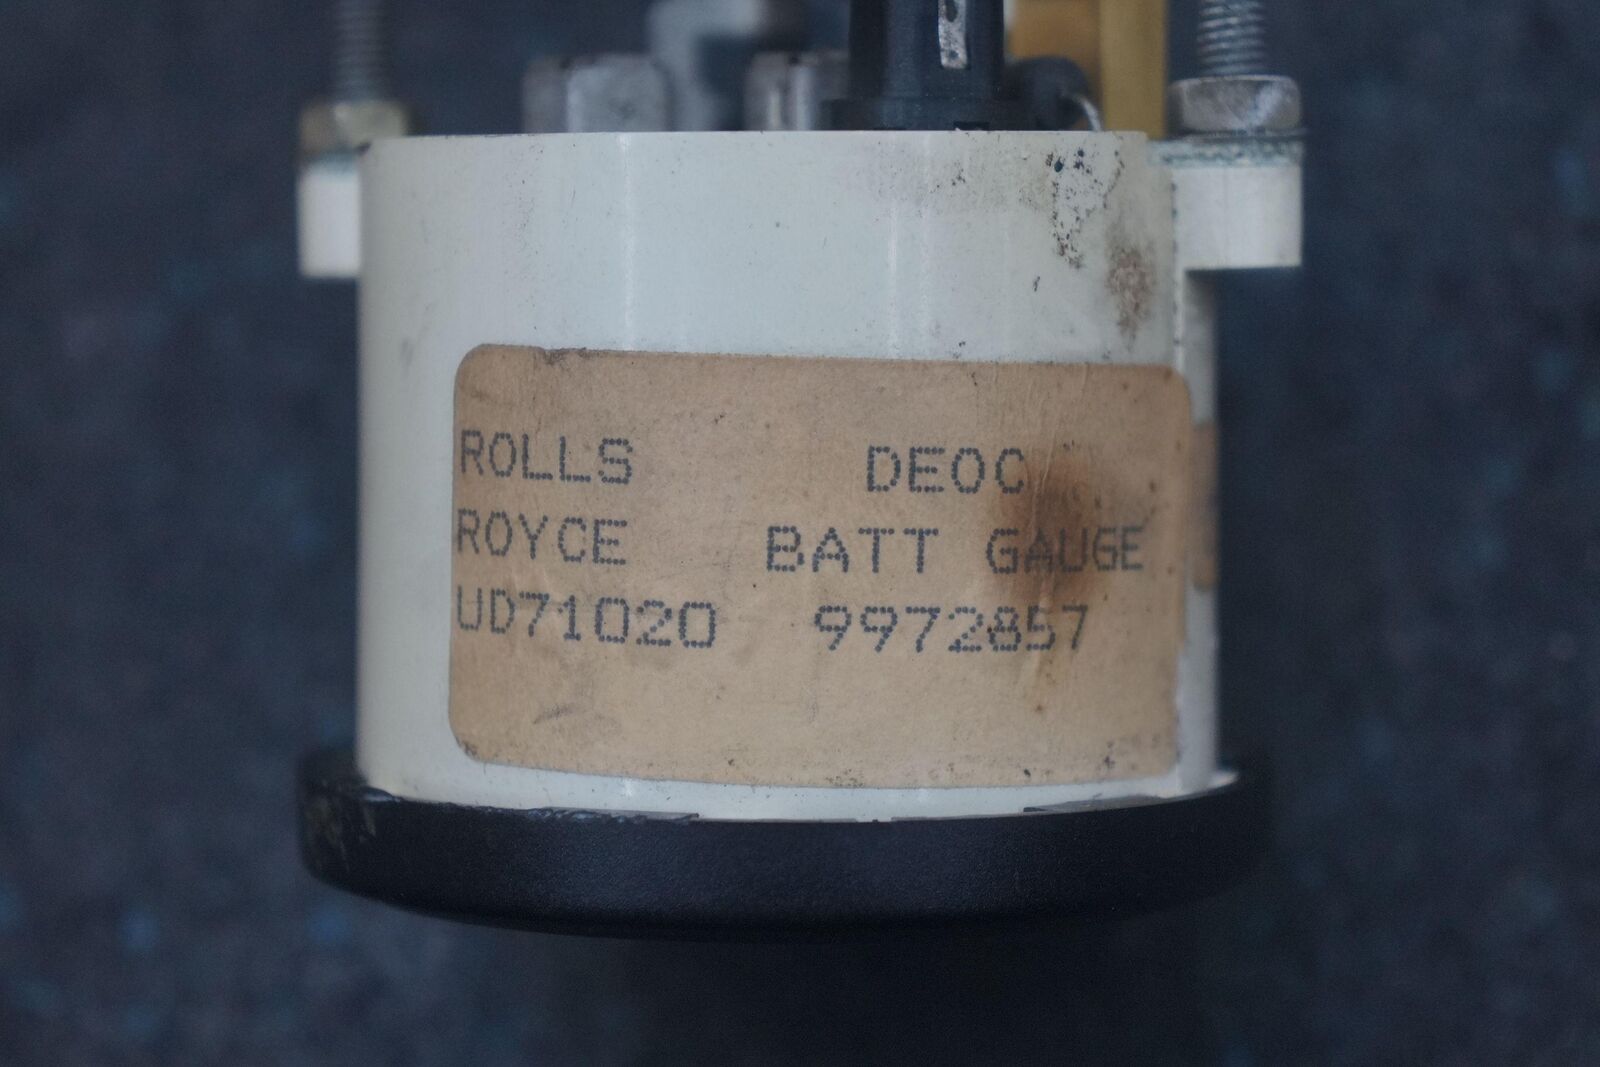 ROLLS DEOC
ROYCE BATT GAUGE
UD71020 9972857